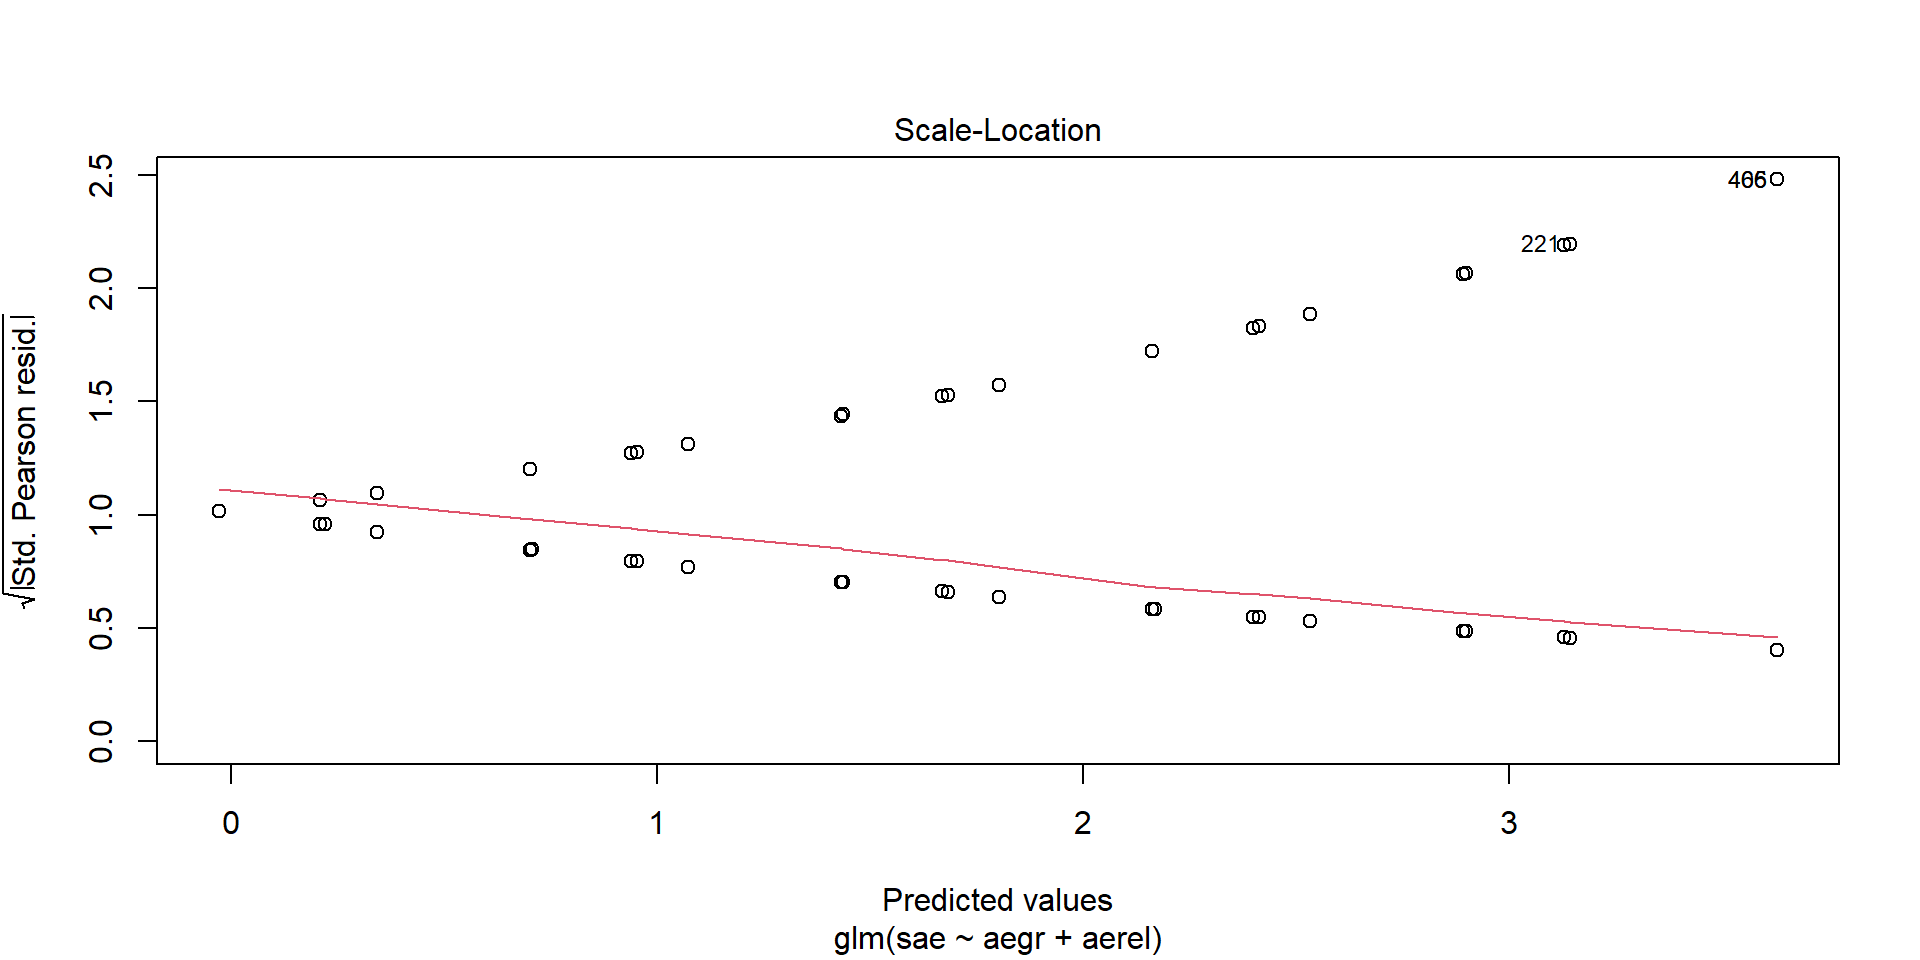 Scale-Location
√|Std. Pearson resid.|
2.5
2.0
1.5
1.0
0.5
0.0
221
0 1 2 3
Predicted values
glm(sae ~ aegr + aerel)